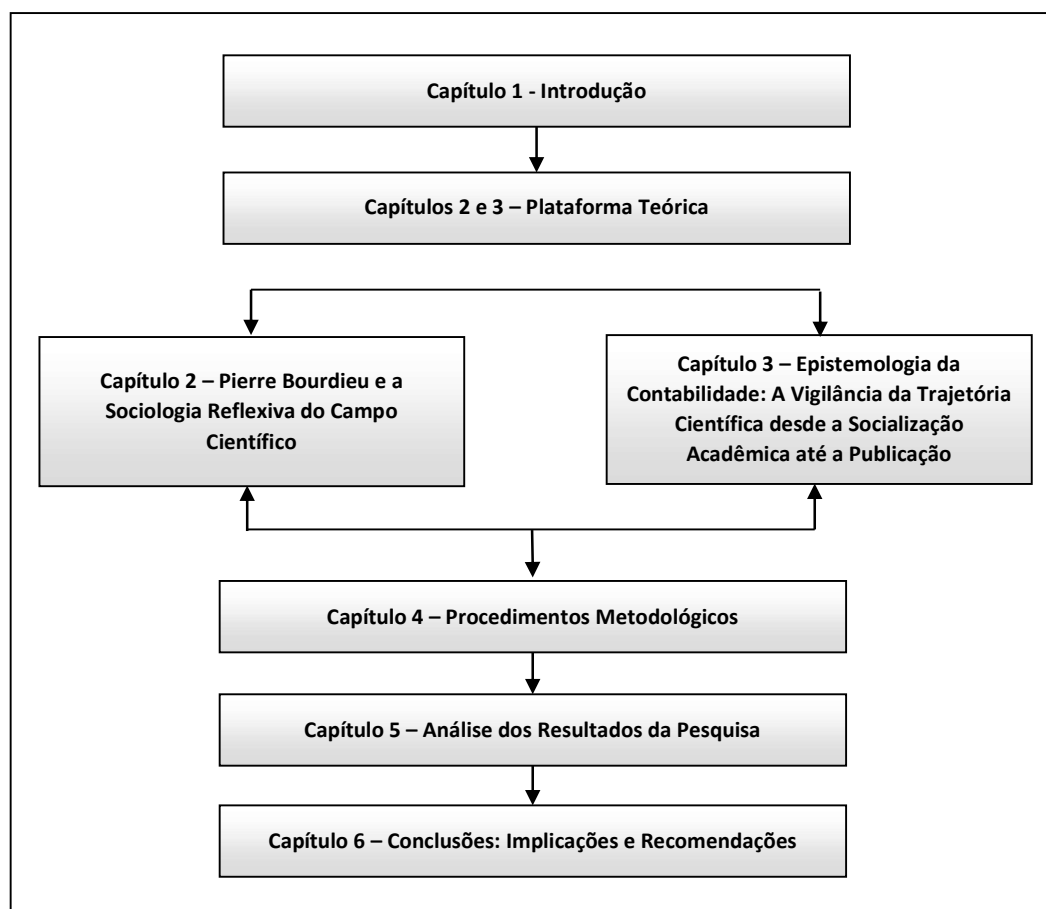 Capítulo 1 - Introdução
Capítulos 2 e 3 – Plataforma Teórica
Capítulo 2 – Pierre Bourdieu e a
Sociologia Reflexiva do Campo
Científico
Capítulo 3 – Epistemologia da
Contabilidade: A Vigilância da Trajetória
Científica desde a Socialização
Acadêmica até a Publicação
Capítulo 4 – Procedimentos Metodológicos
Capítulo 5 – Análise dos Resultados da Pesquisa
Capítulo 6 – Conclusões: Implicações e Recomendações